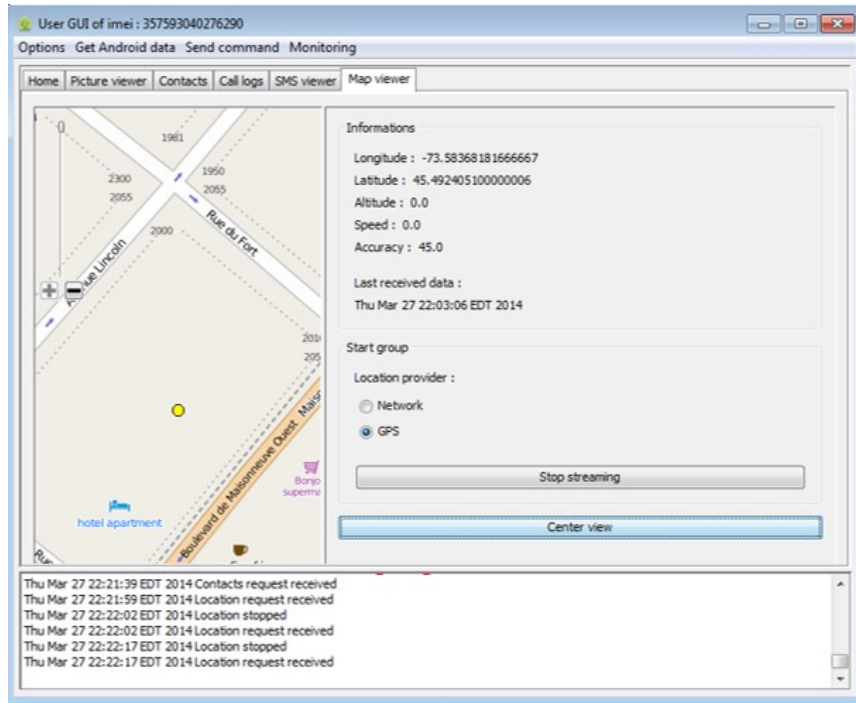 User GUI of imei : 357593040276290
Options Get Android data Send command Monitoring
Home Picture viewer Contacts Call logs SMS viewer Map viewer
1981
2300
2055
1950
2065
2000
Rue du Fort
Lincoln
205
Boulevard de Maisonneuve Ouest
hotel apartment
Informations
Longitude : -73.58368181666667
Latitude : 45.492405100000006
Altitude : 0.0
Speed : 0.0
Accuracy : 45.0
Last received data :
Thu Mar 27 22:03:06 EDT 2014
Start group
Location provider :
Network
GPS
Stop streaming
Center view
Thu Mar 27 22:21:39 EDT 2014 Contacts request received
Thu Mar 27 22:21:59 EDT 2014 Location request received
Thu Mar 27 22:22:02 EDT 2014 Location stopped
Thu Mar 27 22:22:02 EDT 2014 Location request received
Thu Mar 27 22:22:17 EDT 2014 Location stopped
Thu Mar 27 22:22:17 EDT 2014 Location request received